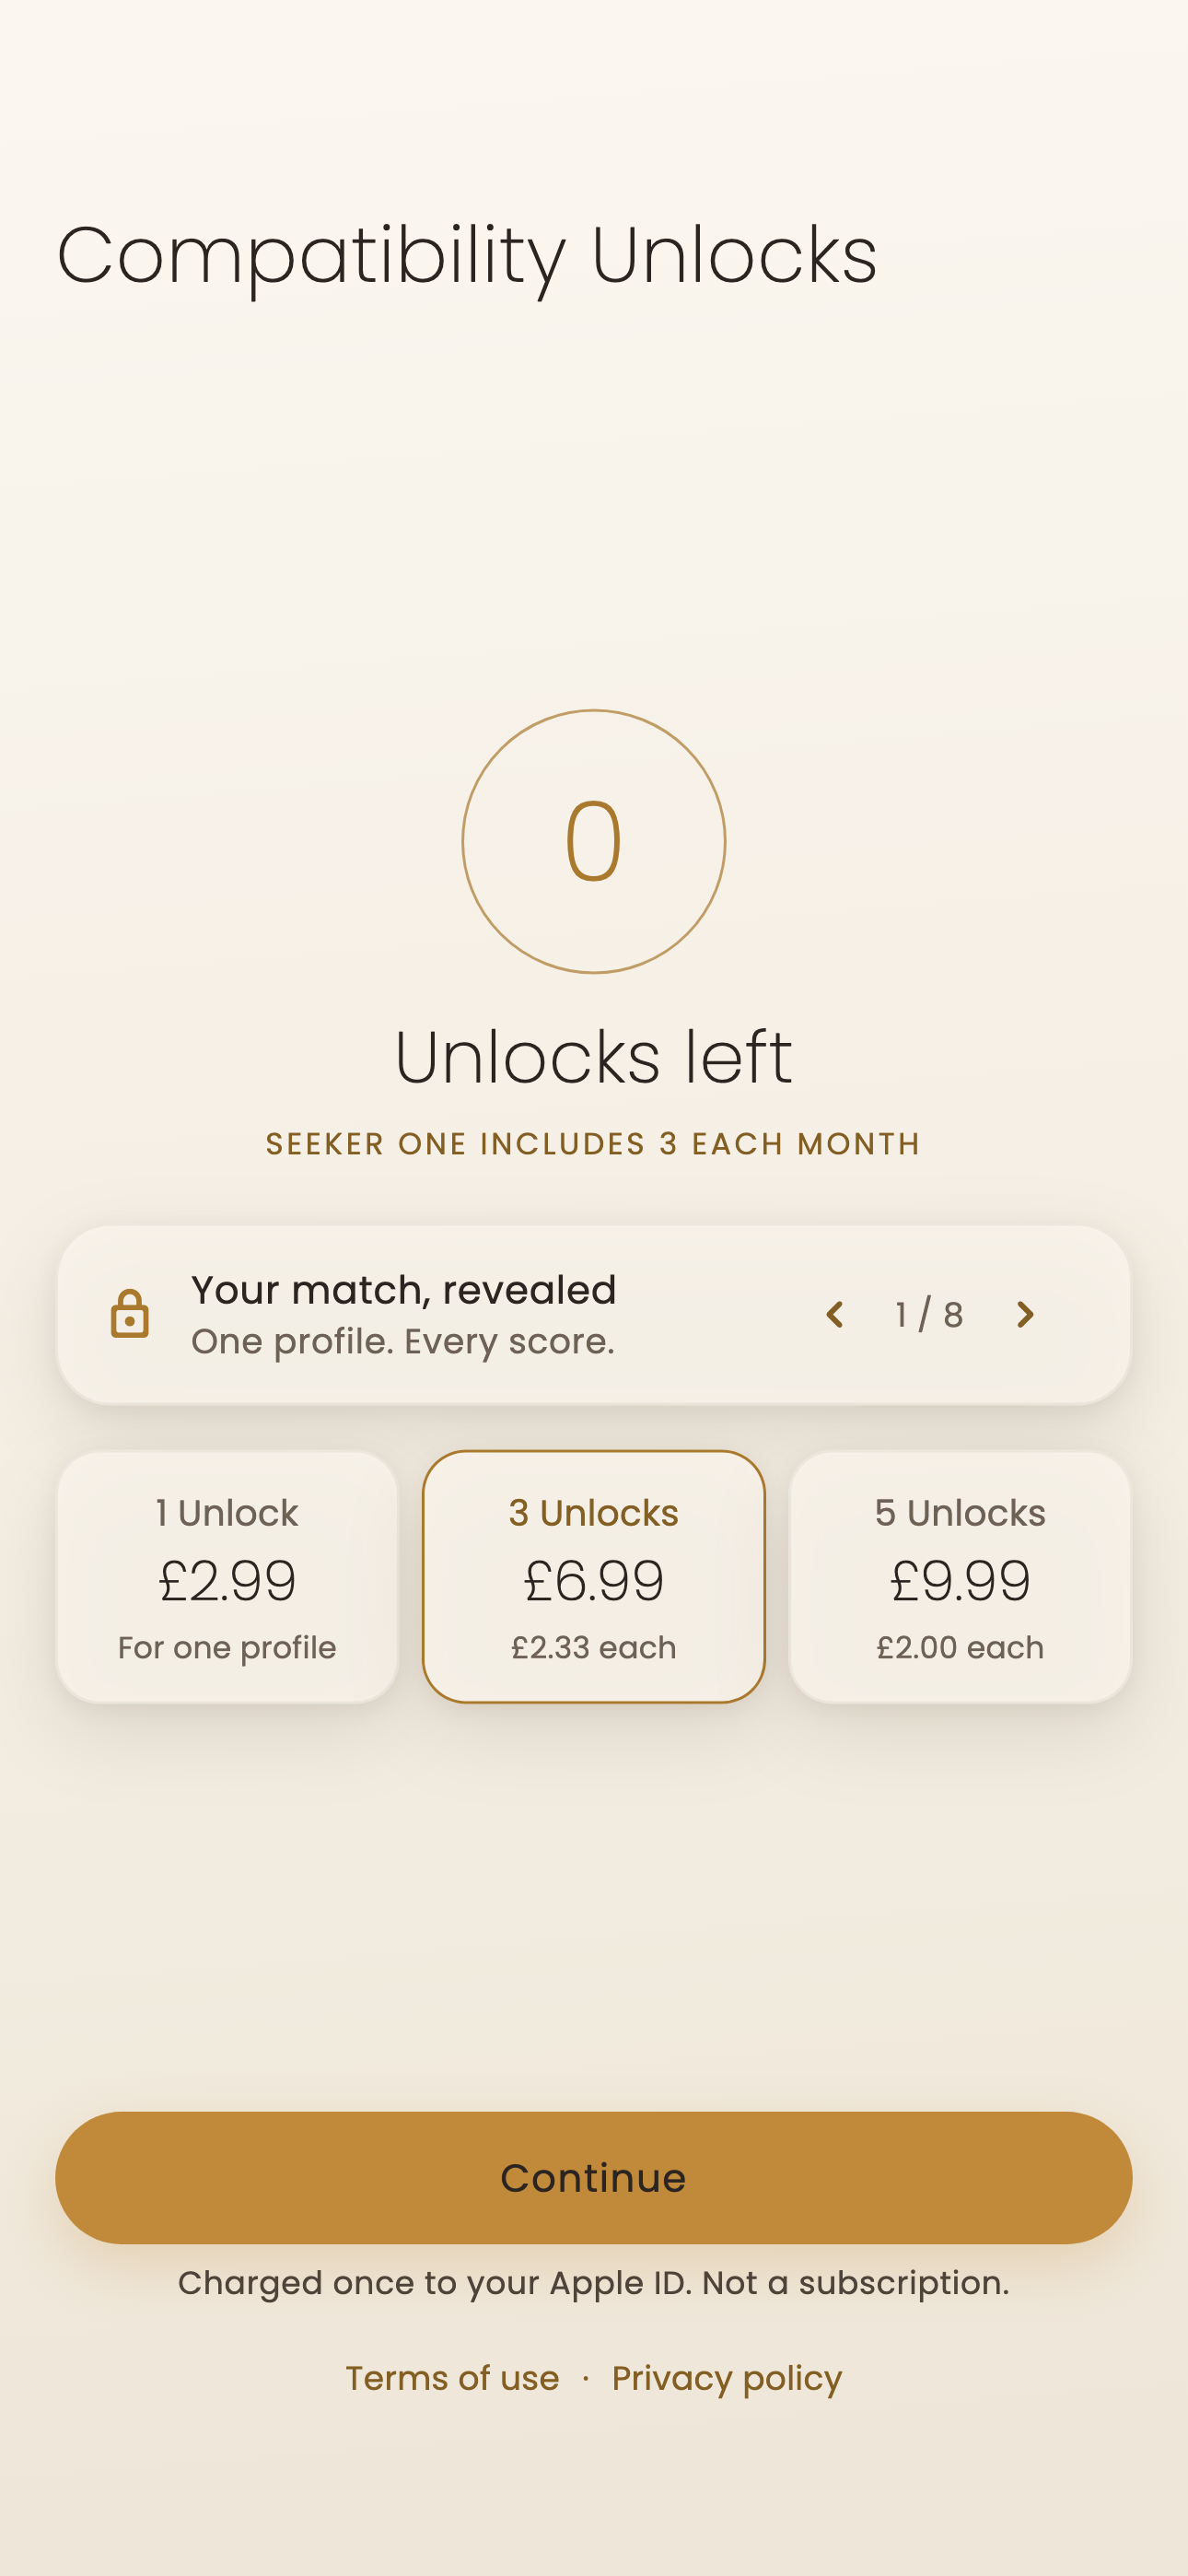 Compatibility Unlocks
0
Unlocks left
SEEKER ONE INCLUDES 3 EACH MONTH
Your match, revealed
One profile. Every score.
1 / 8
1 Unlock
£2.99
For one profile
3 Unlocks
£6.99
£2.33 each
5 Unlocks
£9.99
£2.00 each
Continue
Charged once to your Apple ID. Not a subscription.
Terms of use · Privacy policy